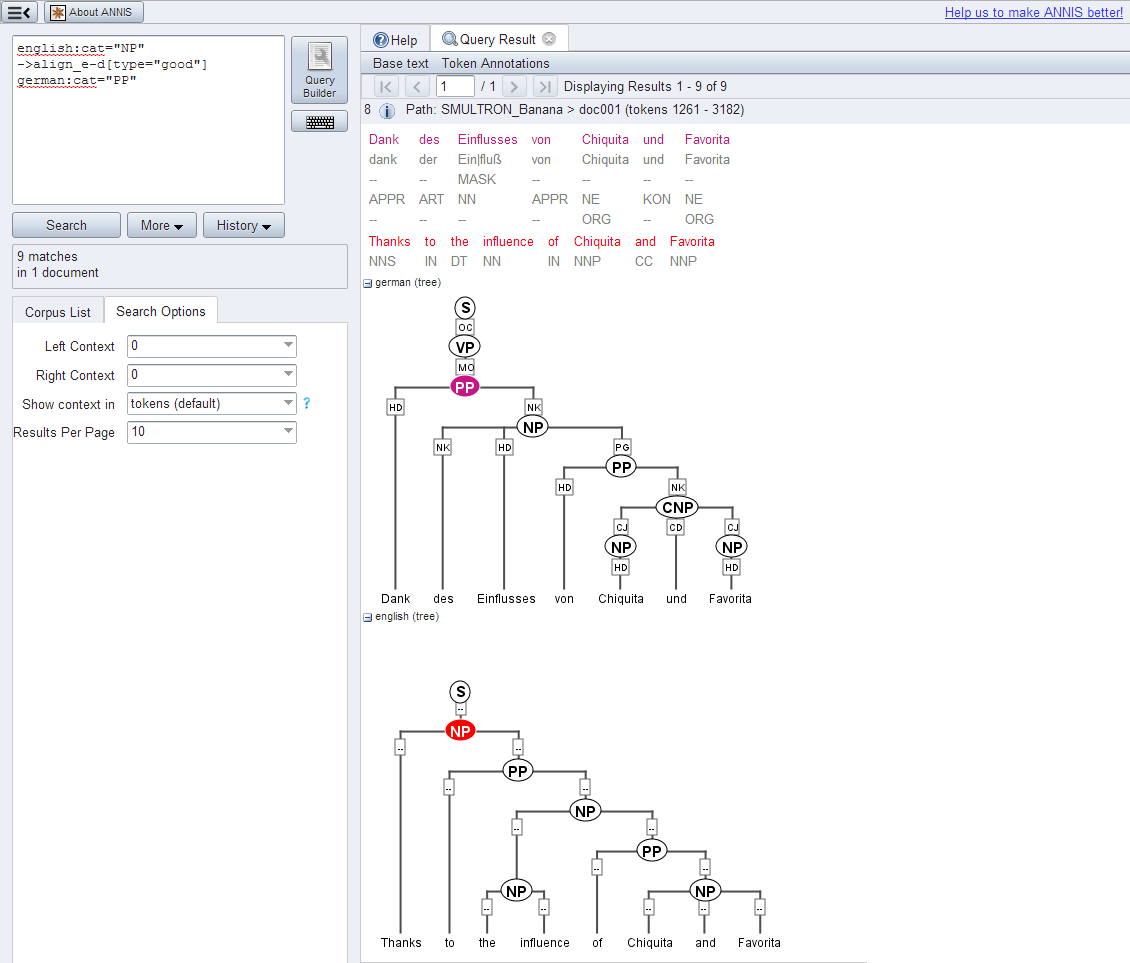 About ANNIS
Help us to make ANNIS better!
english:cat="NP"
->align_e-d[type="good"]
german:cat="PP"
Query
Builder
Search
More
History
9 matches
in 1 document
Corpus List
Search Options
Left Context
0
Right Context
0
Show context in
tokens (default)
?
Results Per Page
10
Help
Query Result
Base text
Token Annotations
1
/ 1
Displaying Results 1 - 9 of 9
8
i
Path: SMULTRON_Banana > doc001 (tokens 1261 - 3182)
Dank des Einflusses von Chiquita und Favorita
dank der Ein|fluß von Chiquita und Favorita
-- -- MASK -- -- -- --
APPR ART NN APPR NE KON NE
-- -- -- -- ORG -- ORG
Thanks to the influence of Chiquita and Favorita
NNS IN DT NN IN NNP CC NNP
german (tree)
S
OC
VP
MO
PP
HD NK
NP
NK HD PG
PP
HD NK
CNP
CJ CD CJ
NP NP
HD HD
Dank des Einflusses von Chiquita und Favorita
english (tree)
S
--
NP
-- --
PP
-- --
NP
-- --
PP
-- --
NP NP
-- -- -- -- --
Thanks to the influence of Chiquita and Favorita